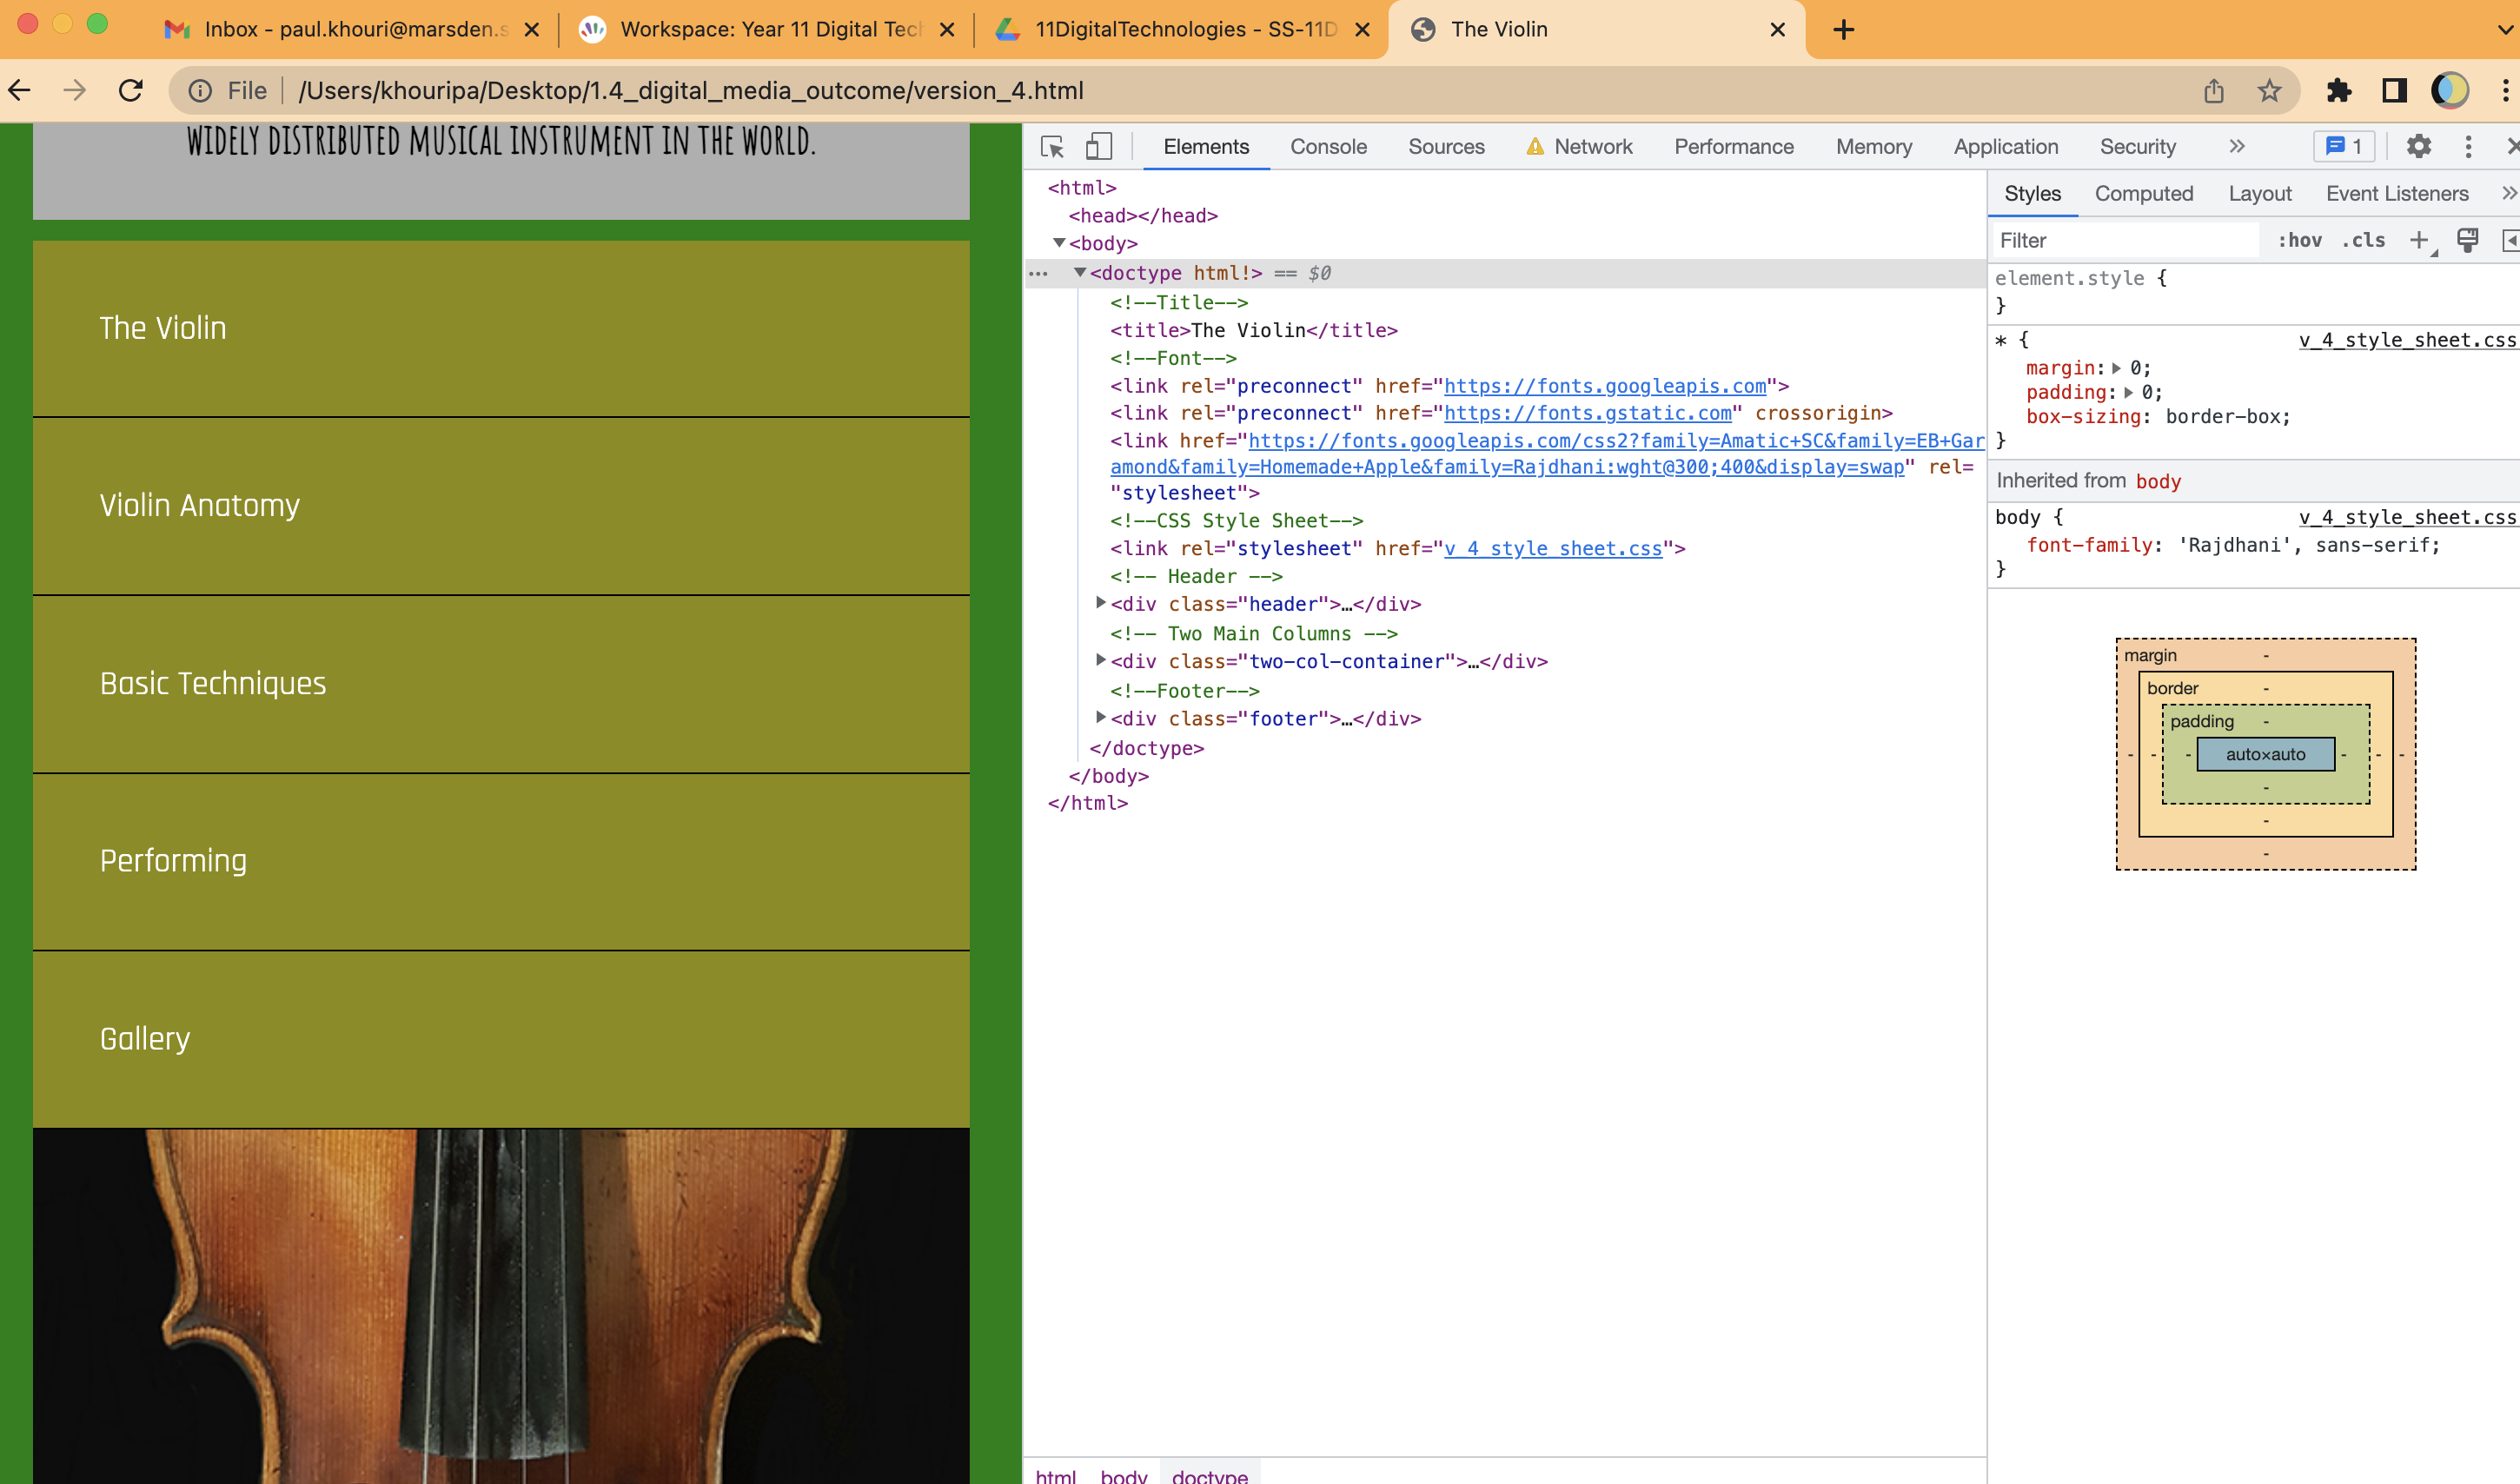 Inbox - paul.khouri@marsden.s
Workspace: Year 11 Digital Tec
11DigitalTechnologies - SS-11D
The Violin
File
/Users/khouripa/Desktop/1.4_digital_media_outcome/version_4.html
WIDELY DISTRIBUTED MUSICAL INSTRUMENT IN THE WORLD.
The Violin
Violin Anatomy
Basic Techniques
Performing
Gallery
Elements Console Sources Network Performance Memory Application Security » 1
<html>
<head></head>
<body>
<doctype html!> == $0
<!--Title-->
<title>The Violin</title>
<!--Font-->
<link rel="preconnect" href="https://fonts.googleapis.com">
<link rel="preconnect" href="https://fonts.gstatic.com" crossorigin>
<link href="https://fonts.googleapis.com/css2?family=Amatic+SC&family=EB+Gar
amond&family=Homemade+Apple&family=Rajdhani:wght@300;400&display=swap" rel=
"stylesheet">
<!--CSS Style Sheet-->
<link rel="stylesheet" href="v_4_style_sheet.css">
<!-- Header -->
<div class="header">…</div>
<!-- Two Main Columns -->
<div class="two-col-container">…</div>
<!--Footer-->
<div class="footer">…</div>
</doctype>
</body>
</html>
html body doctype
Styles Computed Layout Event Listeners »
Filter :hov .cls
element.style {
}
* { v_4_style_sheet.css
margin: 0;
padding: 0;
box-sizing: border-box;
}
Inherited from body
body { v_4_style_sheet.css
font-family: 'Rajdhani', sans-serif;
}
margin -
border -
padding -
- - - auto×auto - - -
-
-
-